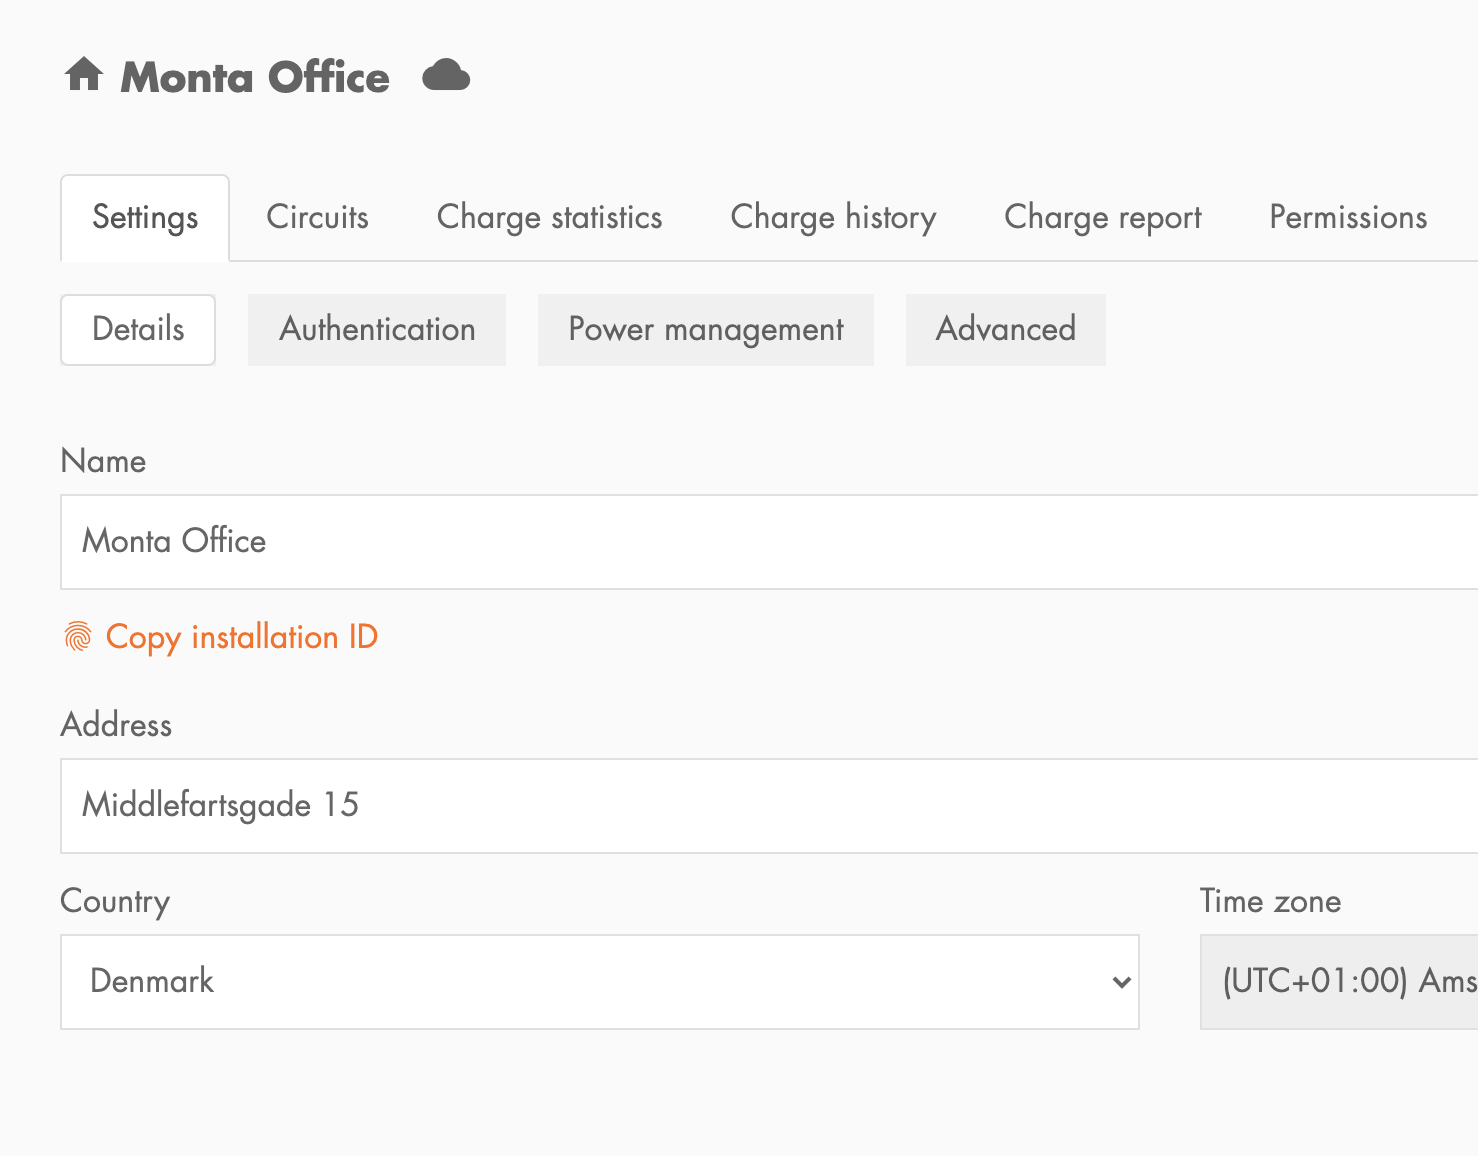 Monta Office
Settings Circuits Charge statistics Charge history Charge report Permissions
Details Authentication Power management Advanced
Name
Monta Office
Copy installation ID
Address
Middlefartsgade 15
Country Time zone
Denmark (UTC+01:00) Ams